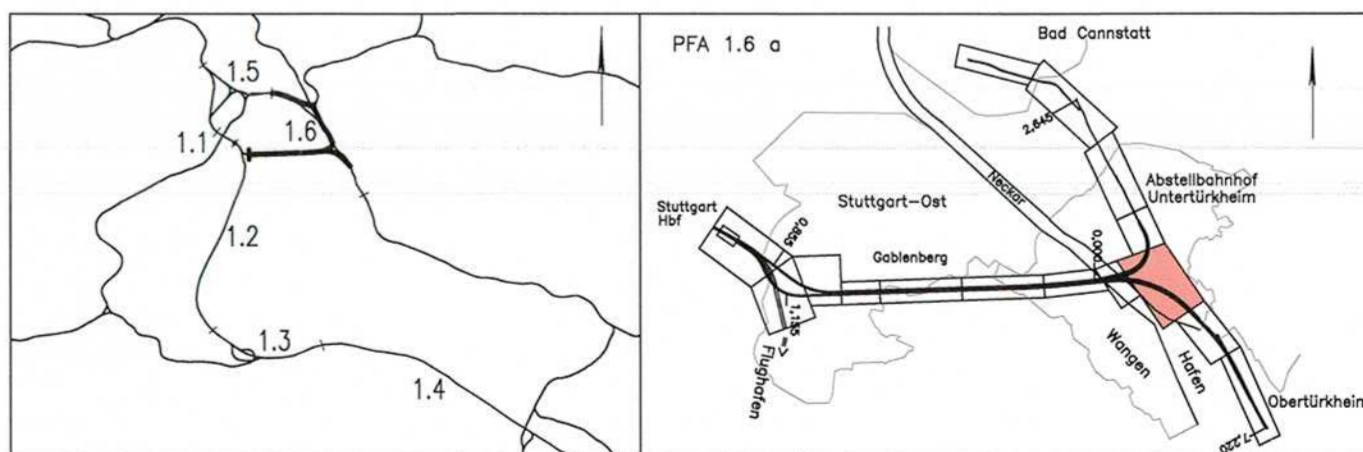 1.5
1.6
1.1
1.2
1.3
1.4
PFA 1.6 a
Bad Cannstatt
2,645
Neckar
Abstellbahnhof
Untertürkheim
Stuttgart-Ost
Stuttgart
Hbf
0,855
Gablenberg
0,000
1,155
=>
Flughafen
Wangen
Hafen
Obertürkheim
7,220